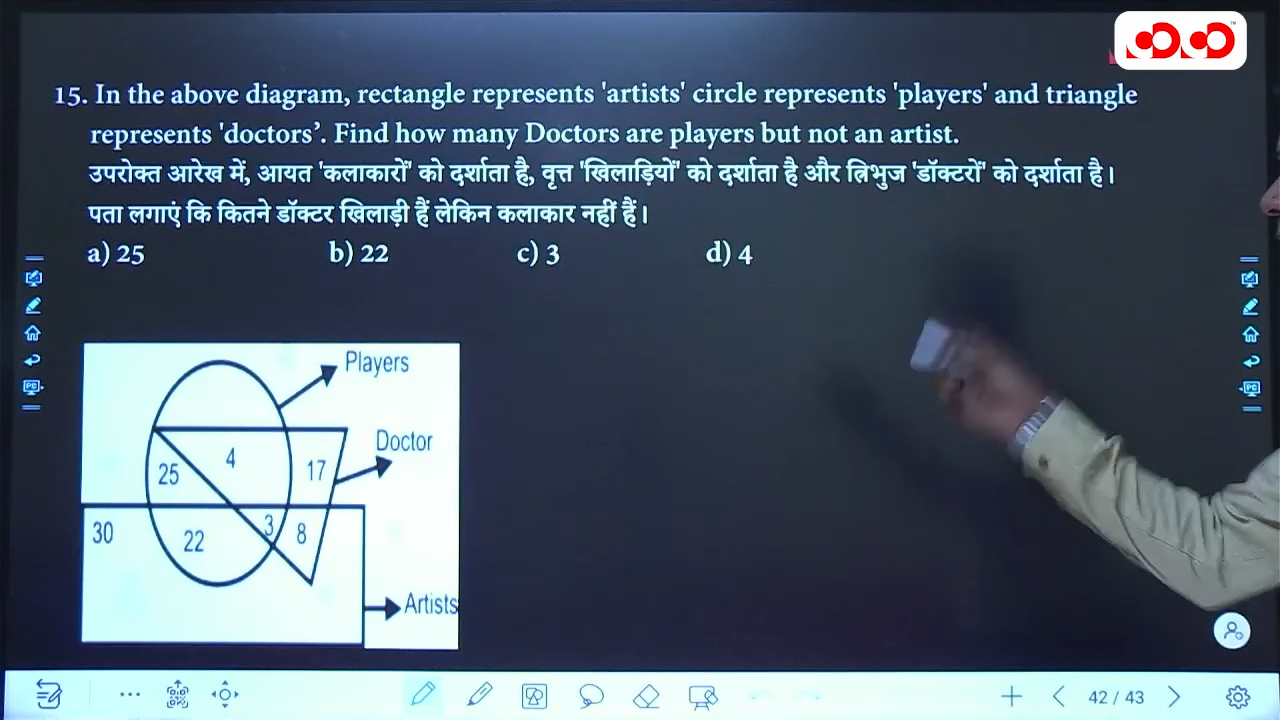 15. In the above diagram, rectangle represents 'artists' circle represents 'players' and triangle
represents 'doctors’. Find how many Doctors are players but not an artist.
उपरोक्त आरेख में, आयत 'कलाकारों' को दर्शाता है, वृत्त 'खिलाड़ियों' को दर्शाता है और त्रिभुज 'डॉक्टरों' को दर्शाता है।
पता लगाएं कि कितने डॉक्टर खिलाड़ी हैं लेकिन कलाकार नहीं हैं।
a) 25 b) 22 c) 3 d) 4
Players
Doctor
4
25
17
30
22
3
8
Artists
PC
PC
42 / 43